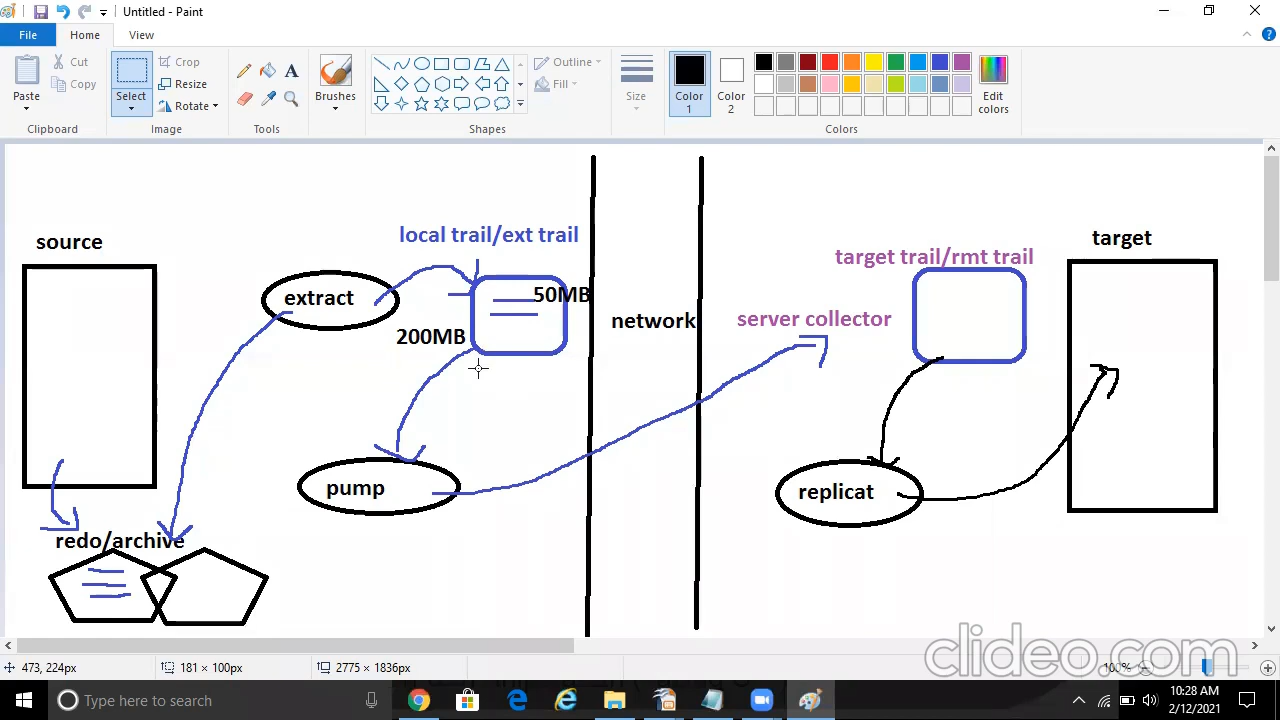 Untitled - Paint
File
Home
View
Paste
Cut
Copy
Clipboard
Select
Crop
Resize
Rotate
Image
Tools
Brushes
Shapes
Outline
Fill
Size
Color 1
Color 2
Edit colors
Colors
source
local trail/ext trail
target trail/rmt trail
target
extract
50MB
200MB
network
server collector
pump
replicat
redo/archive
473, 224px
181 × 100px
2775 × 1836px
100%
clideo.com
Type here to search
10:28 AM
2/12/2021